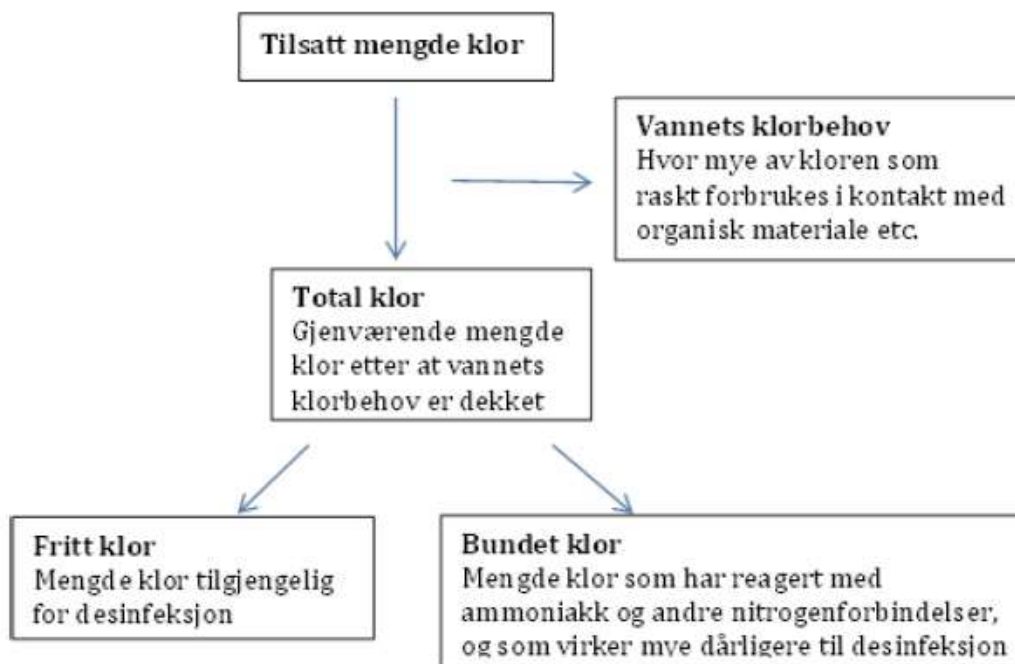 Tilsatt mengde klor
Vannets klorbehov
Hvor mye av kloren som
raskt forbrukes i kontakt med
organisk materiale etc.
Total klor
Gjenværende mengde
klor etter at vannets
klorbehov er dekket
Fritt klor
Mengde klor tilgjengelig
for desinfeksjon
Bundet klor
Mengde klor som har reagert med
ammoniakk og andre nitrogenforbindelser,
og som virker mye dårligere til desinfeksjon